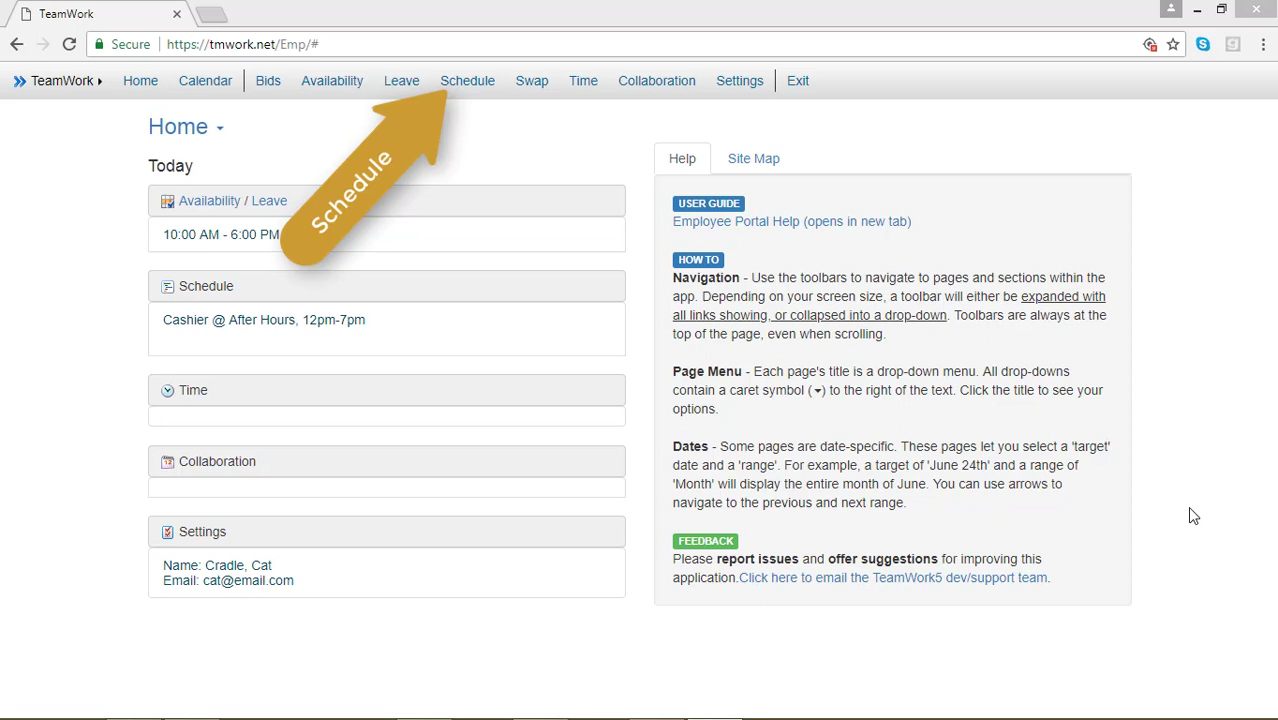 TeamWork
Secure https://tmwork.net/Emp/#
TeamWork Home Calendar Bids Availability Leave Schedule Swap Time Collaboration Settings Exit
Schedule
Home
Today
Availability / Leave
10:00 AM - 6:00 PM
Schedule
Cashier @ After Hours, 12pm-7pm
Time
Collaboration
Settings
Name: Cradle, Cat
Email: cat@email.com
Help Site Map
USER GUIDE
Employee Portal Help (opens in new tab)
HOW TO
Navigation - Use the toolbars to navigate to pages and sections within the
app. Depending on your screen size, a toolbar will either be expanded with
all links showing, or collapsed into a drop-down. Toolbars are always at the
top of the page, even when scrolling.
Page Menu - Each page's title is a drop-down menu. All drop-downs
contain a caret symbol (▾) to the right of the text. Click the title to see your
options.
Dates - Some pages are date-specific. These pages let you select a 'target'
date and a 'range'. For example, a target of 'June 24th' and a range of
'Month' will display the entire month of June. You can use arrows to
navigate to the previous and next range.
FEEDBACK
Please report issues and offer suggestions for improving this
application.Click here to email the TeamWork5 dev/support team.